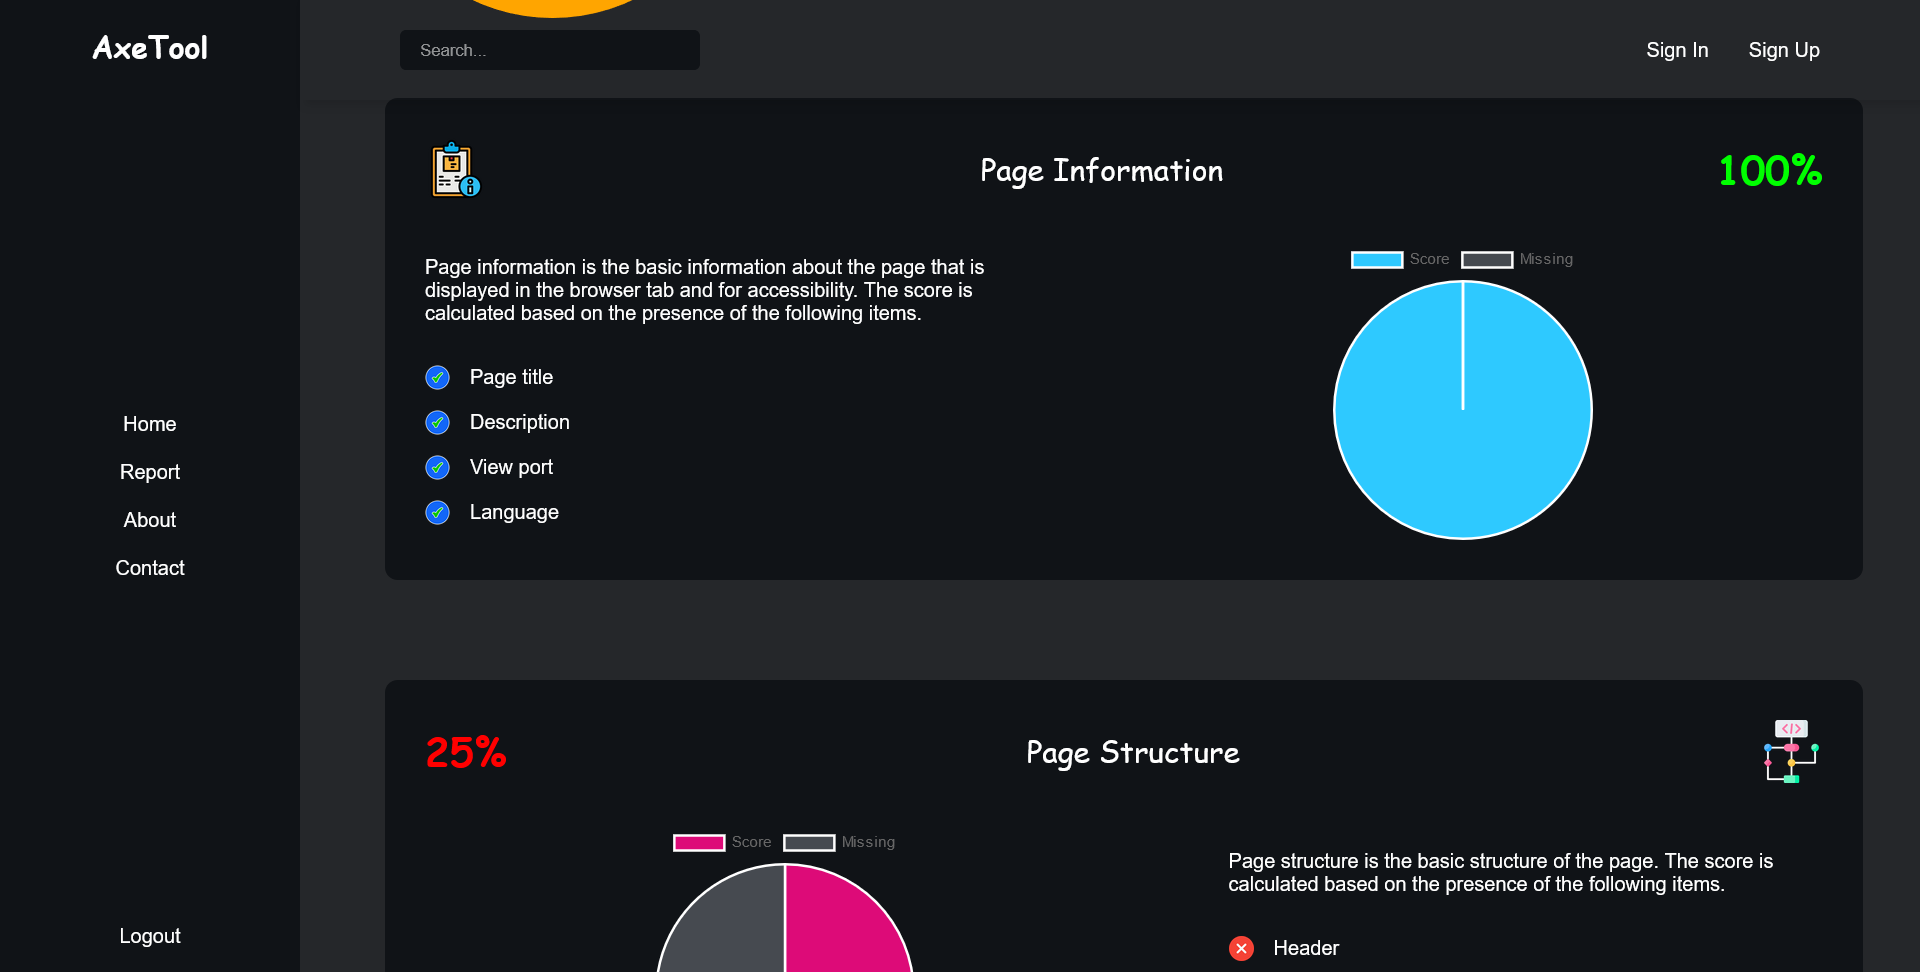 AxeTool
Search...
Sign In
Sign Up
Home
Report
About
Contact
Logout
Page Information
100%
Page information is the basic information about the page that is
displayed in the browser tab and for accessibility. The score is
calculated based on the presence of the following items.
Page title
Description
View port
Language
Score
Missing
25%
Page Structure
Score
Missing
Page structure is the basic structure of the page. The score is
calculated based on the presence of the following items.
Header